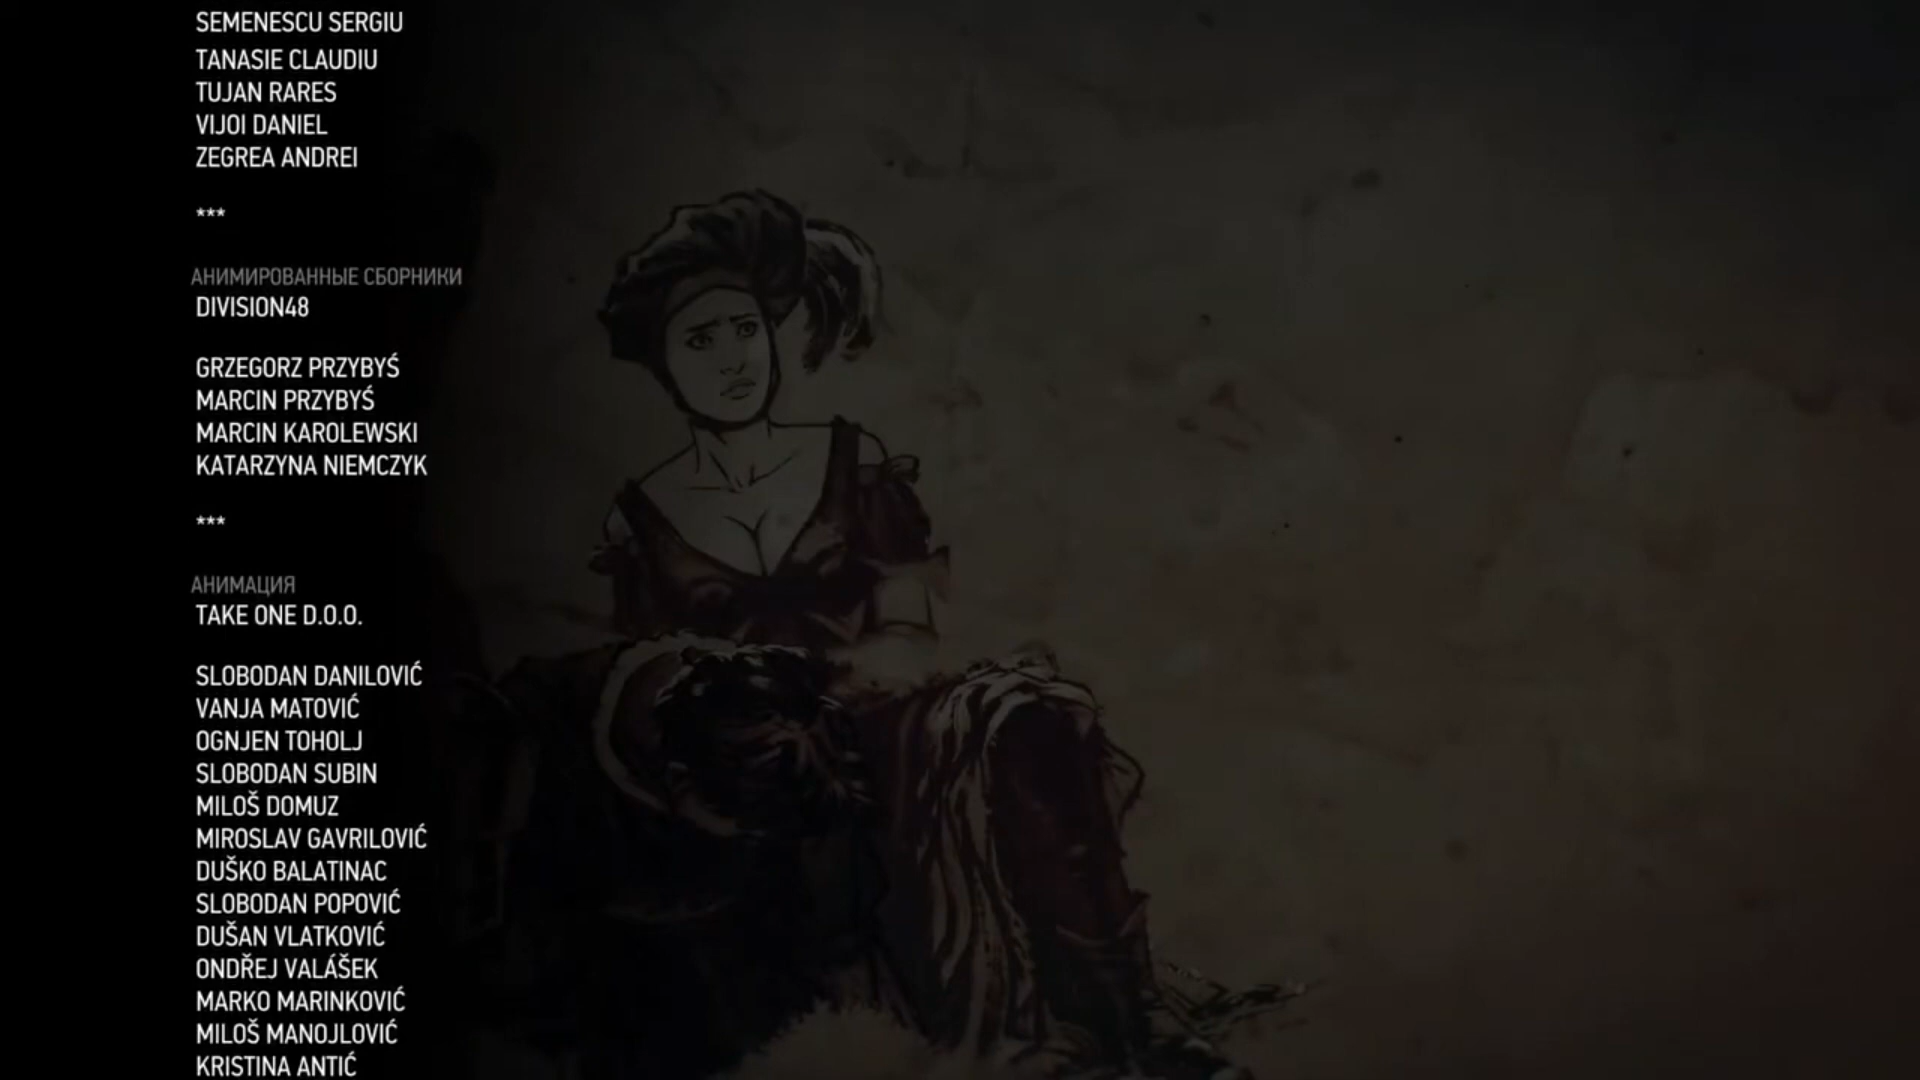 SEMENESCU SERGIU
TANASIE CLAUDIU
TUJAN RARES
VIJOI DANIEL
ZEGREA ANDREI
***
АНИМИРОВАННЫЕ СБОРНИКИ
DIVISION48
GRZEGORZ PRZYBYŚ
MARCIN PRZYBYŚ
MARCIN KAROLEWSKI
KATARZYNA NIEMCZYK
***
АНИМАЦИЯ
TAKE ONE D.O.O.
SLOBODAN DANILOVIĆ
VANJA MATOVIĆ
OGNJEN TOHOLJ
SLOBODAN SUBIN
MILOŠ DOMUZ
MIROSLAV GAVRILOVIĆ
DUŠKO BALATINAC
SLOBODAN POPOVIĆ
DUŠAN VLATKOVIĆ
ONDŘEJ VALÁŠEK
MARKO MARINKOVIĆ
MILOŠ MANOJLOVIĆ
KRISTINA ANTIĆ